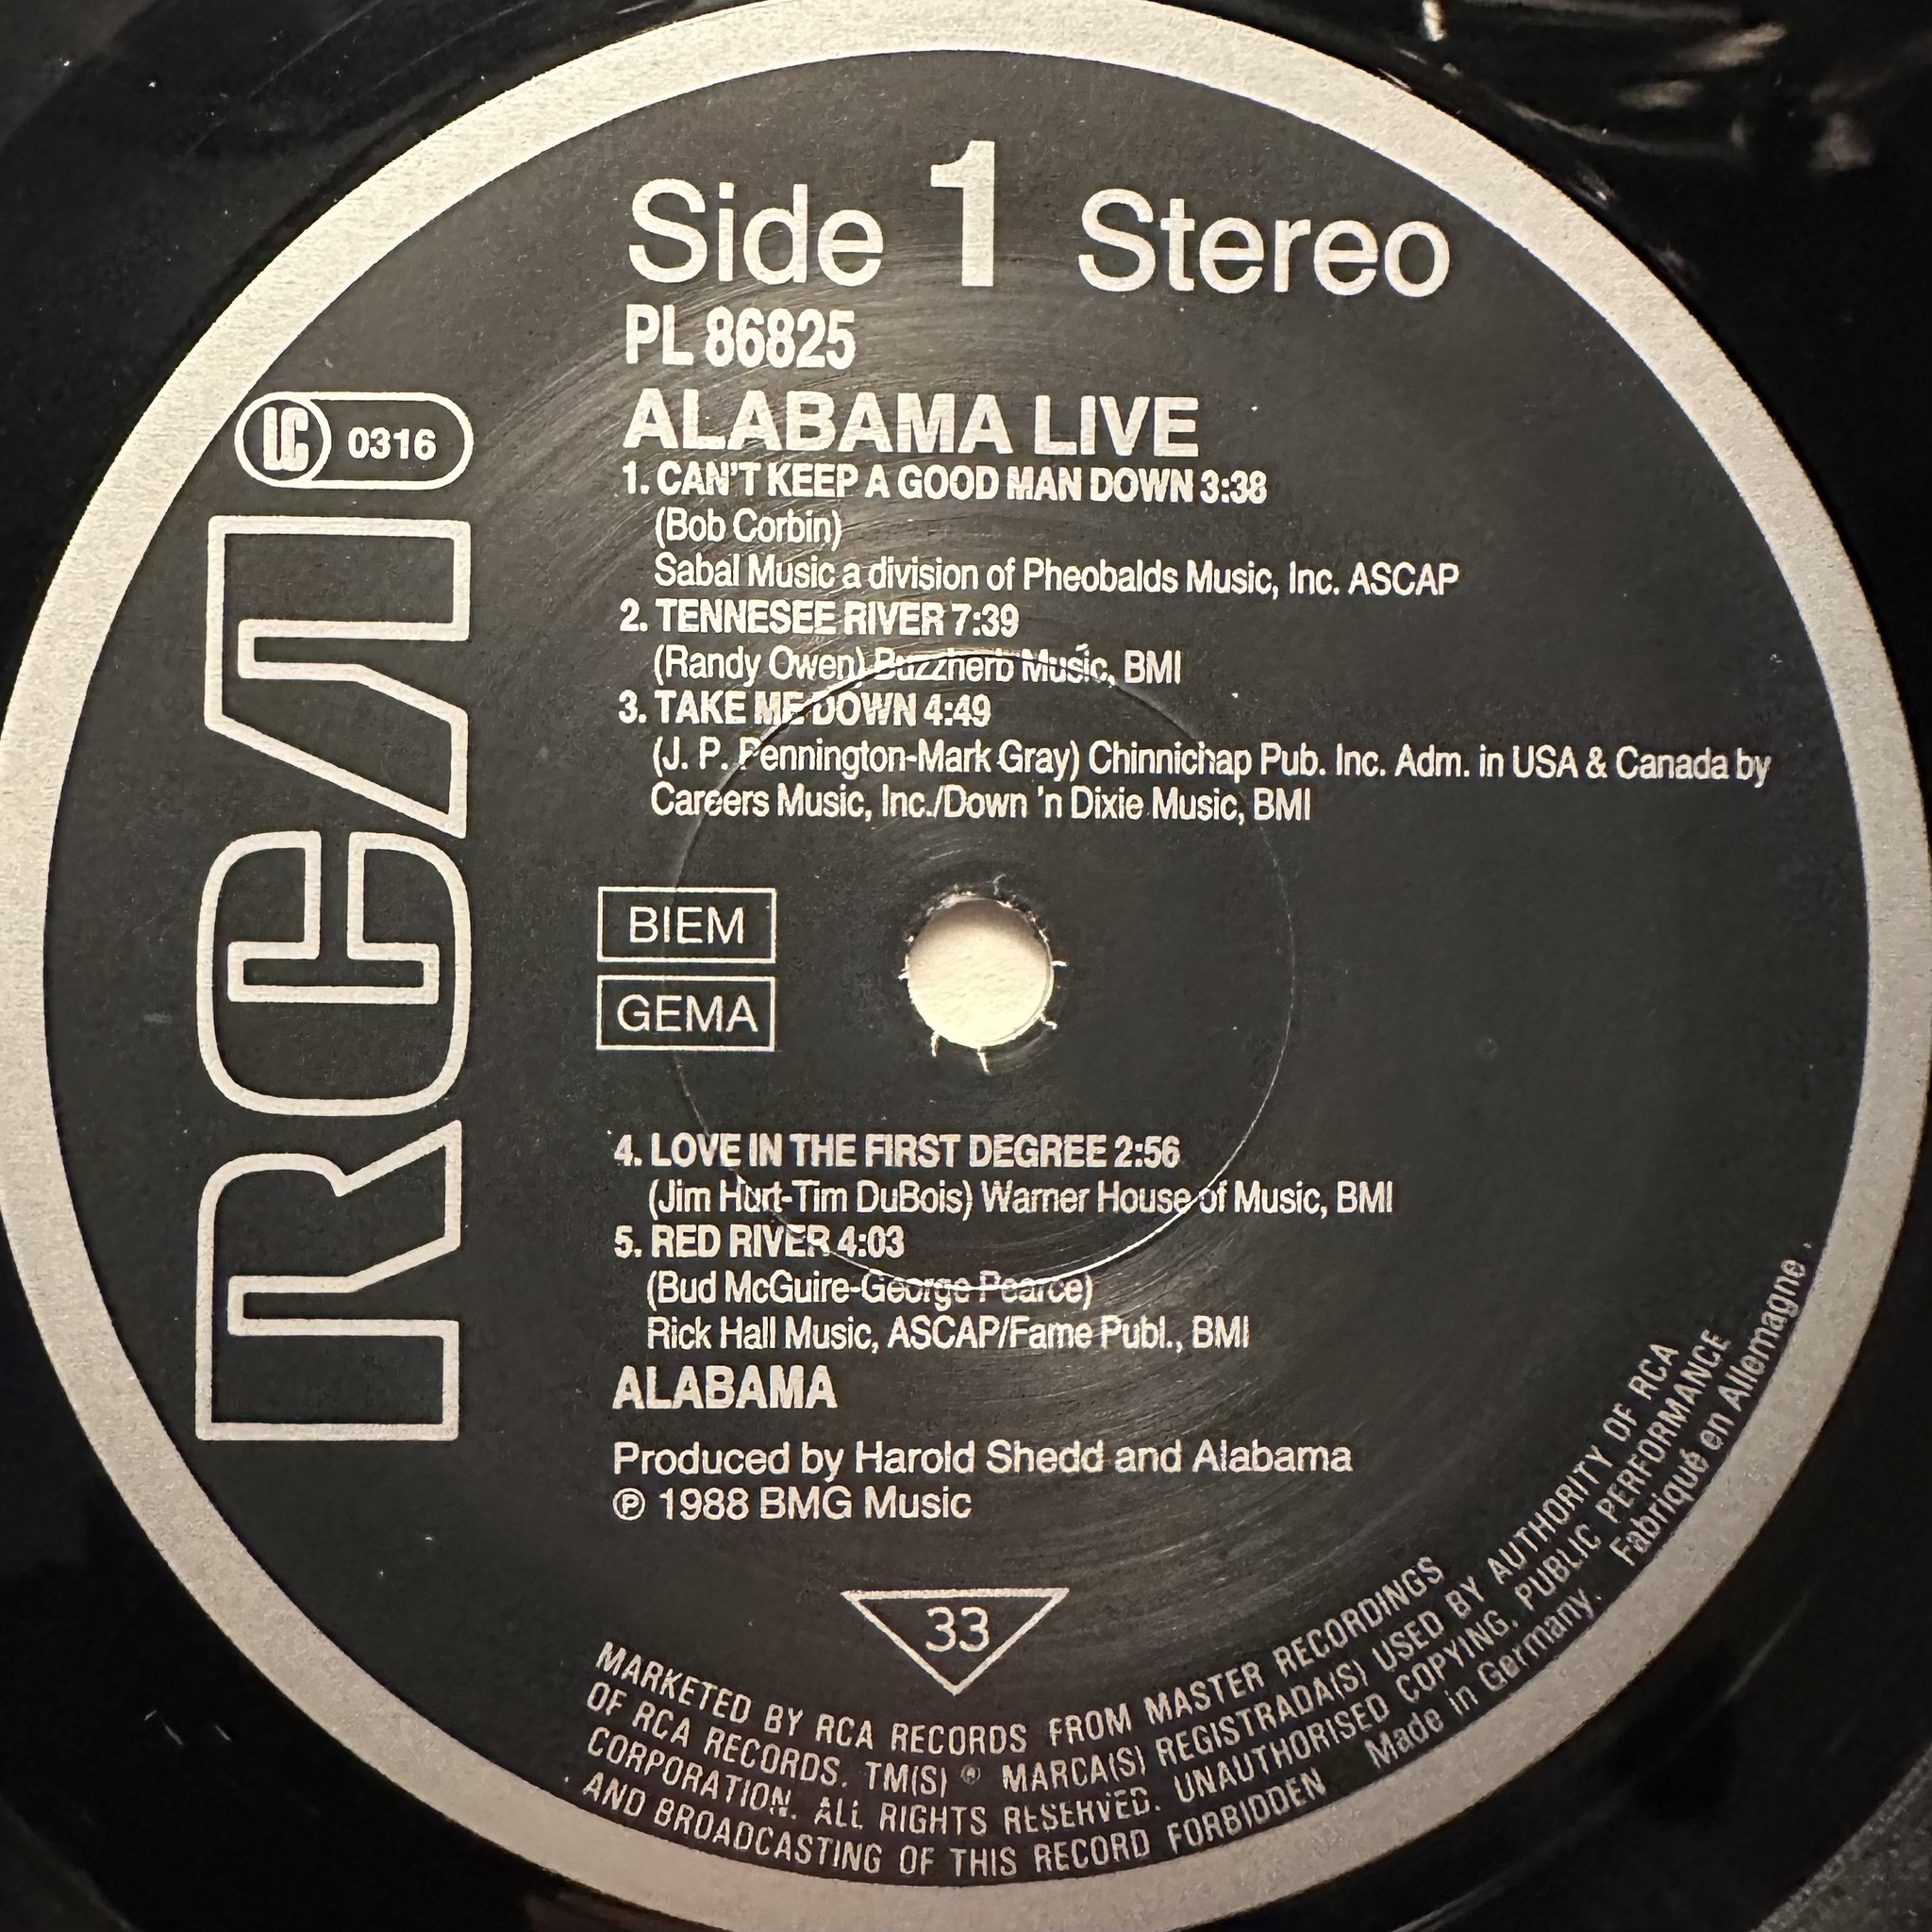 Side 1 Stereo
PL 86825
ALABAMA LIVE
1. CAN'T KEEP A GOOD MAN DOWN 3:38
(Bob Corbin)
Sabal Music a division of Pheobalds Music, Inc. ASCAP
2. TENNESEE RIVER 7:39
(Randy Owen) Buzzherb Music, BMI
3. TAKE ME DOWN 4:49
(J. P. Pennington-Mark Gray) Chinnichap Pub. Inc. Adm. in USA & Canada by
Careers Music, Inc./Down 'n Dixie Music, BMI
LC 0316
RCA
BIEM
GEMA
4. LOVE IN THE FIRST DEGREE 2:56
(Jim Hurt-Tim DuBois) Warner House of Music, BMI
5. RED RIVER 4:03
(Bud McGuire-George Pearce)
Rick Hall Music, ASCAP/Fame Publ., BMI
ALABAMA
Produced by Harold Shedd and Alabama
℗ 1988 BMG Music
33
MARKETED BY RCA RECORDS FROM MASTER RECORDINGS
OF RCA RECORDS. TM(S) ® MARCA(S) REGISTRADA(S) USED BY AUTHORITY OF RCA
CORPORATION. ALL RIGHTS RESERVED. UNAUTHORISED COPYING, PUBLIC PERFORMANCE
AND BROADCASTING OF THIS RECORD FORBIDDEN Made in Germany. Fabriqué en Allemagne